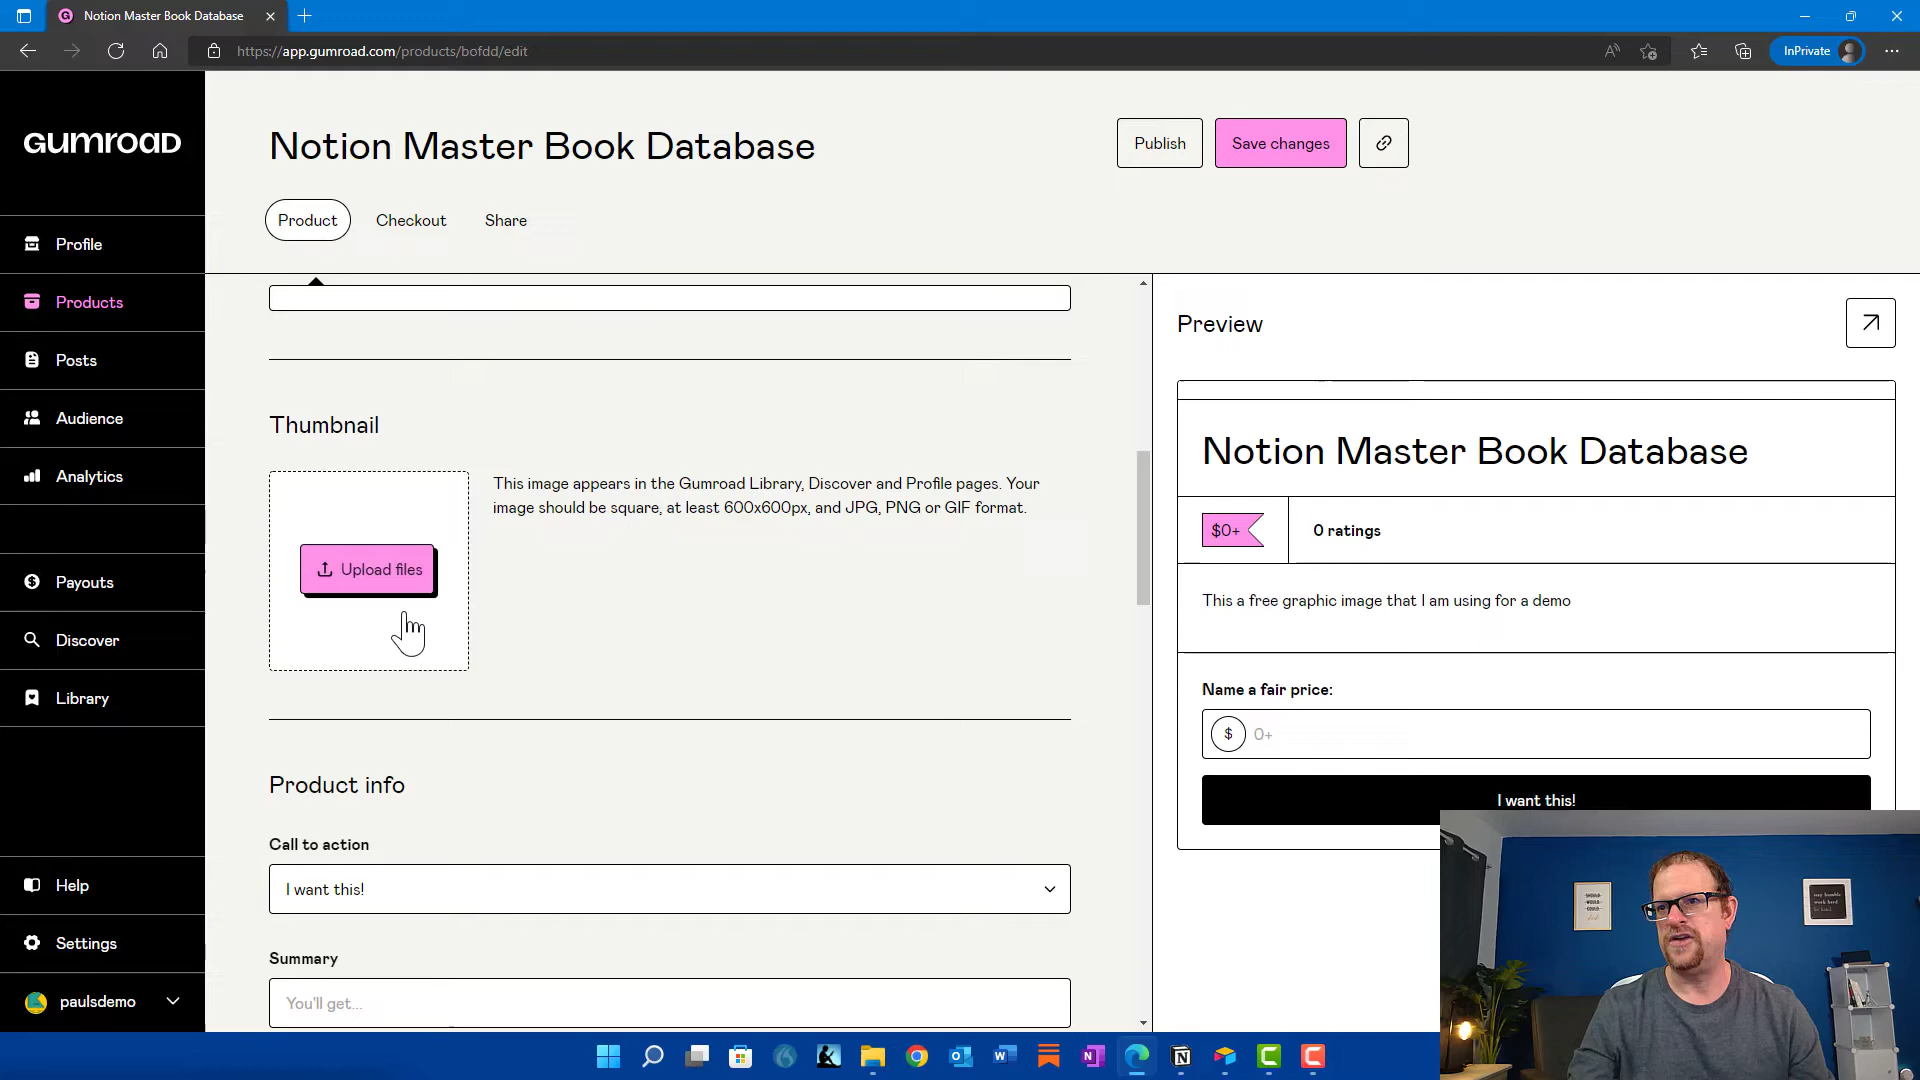 Notion Master Book Database
https://app.gumroad.com/products/bofdd/edit
InPrivate
GUMROAD
Profile
Products
Posts
Audience
Analytics
Payouts
Discover
Library
Help
Settings
paulsdemo
Notion Master Book Database
Publish
Save changes
Product
Checkout
Share
Thumbnail
Upload files
This image appears in the Gumroad Library, Discover and Profile pages. Your
image should be square, at least 600x600px, and JPG, PNG or GIF format.
Product info
Call to action
I want this!
Summary
You'll get...
Preview
Notion Master Book Database
$0+
0 ratings
This a free graphic image that I am using for a demo
Name a fair price:
$ 0+
I want this!